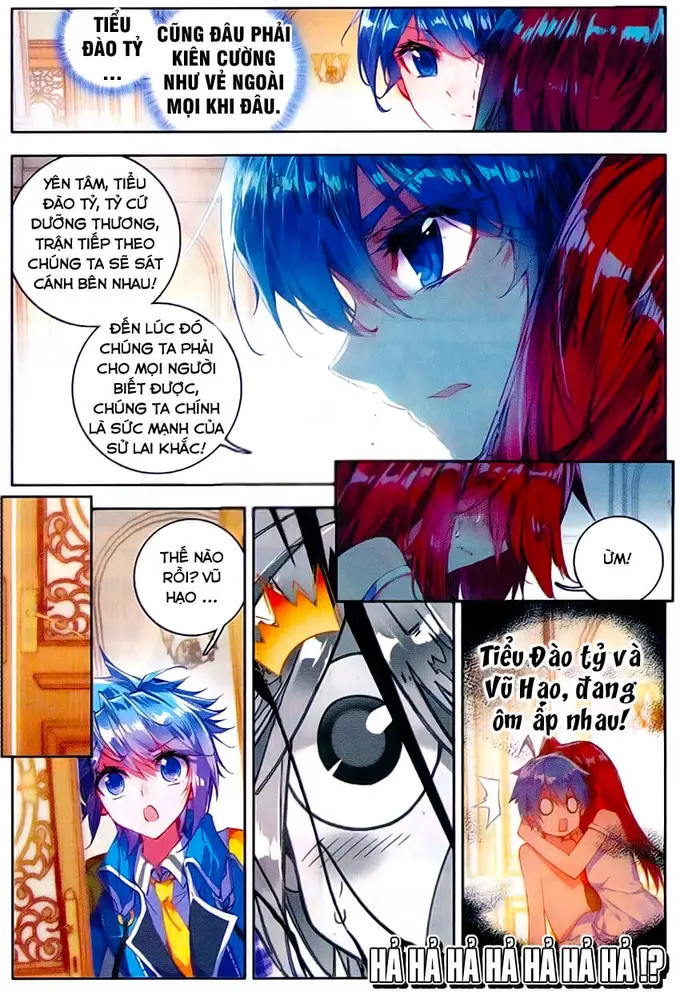 TIỂU
ĐÀO TỶ
...
CŨNG ĐÂU PHẢI
KIÊN CƯỜNG
NHƯ VẺ NGOÀI
MỌI KHI ĐÂU.
YÊN TÂM, TIỂU
ĐÀO TỶ, TỶ CỨ
DƯỠNG THƯƠNG,
TRẬN TIẾP THEO
CHÚNG TA SẼ SÁT
CÁNH BÊN NHAU!
ĐẾN LÚC ĐÓ
CHÚNG TA PHẢI
CHO MỌI NGƯỜI
BIẾT ĐƯỢC,
CHÚNG TA CHÍNH
LÀ SỨC MẠNH CỦA
SỬ LAI KHẮC!
ỪM!
THẾ NÀO
RỒI? VŨ
HẠO ...
Tiểu Đào tỷ và
Vũ Hao, đang
ôm ấp nhau!
HẢ HẢ HẢ HẢ HẢ HẢ HẢ !?